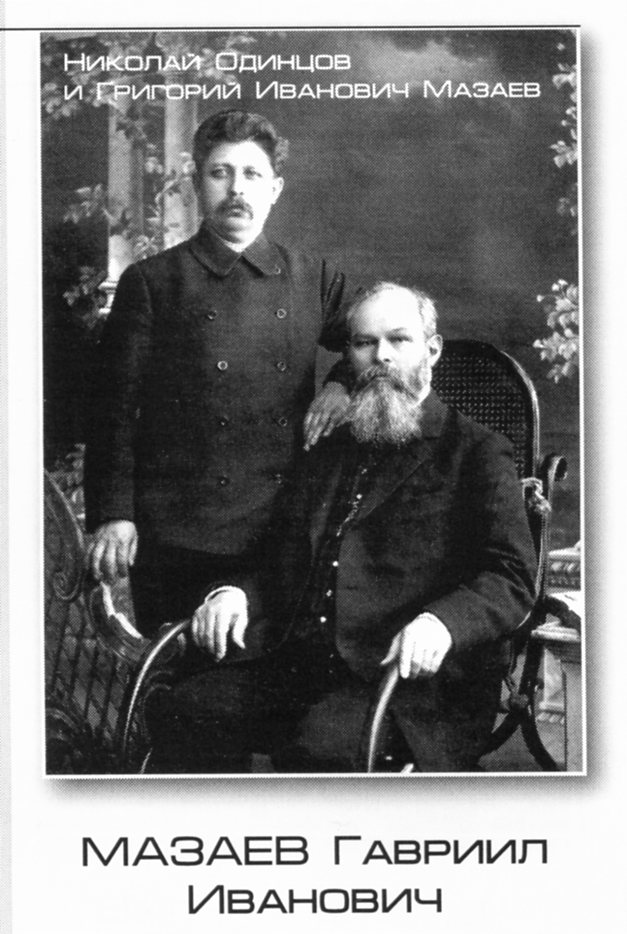 Николай Одинцов
и Григорий Иванович Мазаев
МАЗАЕВ Гавриил
Иванович